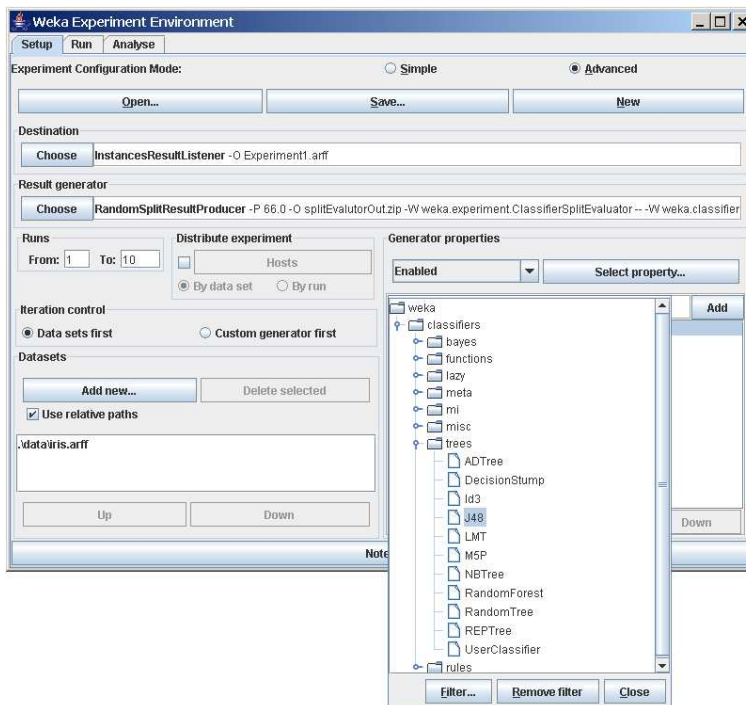 Weka Experiment Environment
Setup Run Analyse
Experiment Configuration Mode: Simple Advanced
Open... Save... New
Destination
Choose InstancesResultListener -O Experiment1.arff
Result generator
Choose RandomSplitResultProducer -P 66.0 -O splitEvalutorOut.zip -W weka.experiment.ClassifierSplitEvaluator -- -W weka.classifier
Runs
From: 1 To: 10
Distribute experiment
Hosts
By data set By run
Generator properties
Enabled Select property...
Iteration control
Data sets first Custom generator first
Datasets
Add new... Delete selected
Use relative paths
.\data\iris.arff
Up Down
Note
Add
weka
classifiers
bayes
functions
lazy
meta
mi
misc
trees
ADTree
DecisionStump
Id3
J48
LMT
M5P
NBTree
RandomForest
RandomTree
REPTree
UserClassifier
rules
Down
Filter... Remove filter Close